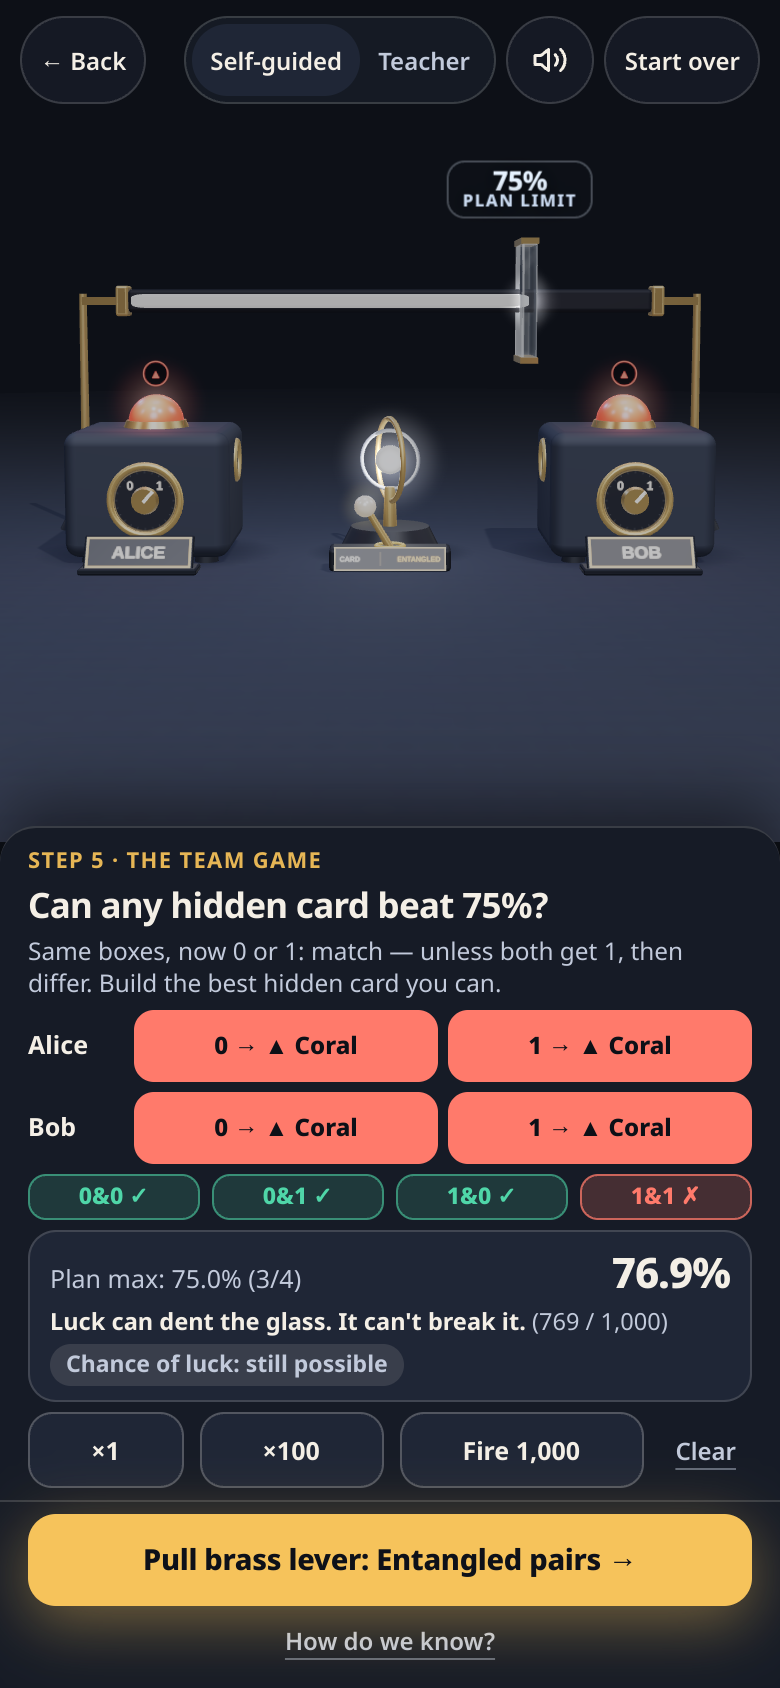 ← Back
Self-guided
Teacher
Start over
75%
PLAN LIMIT
▲
▲
0 1
0 1
ALICE
CARD
ENTANGLED
BOB
STEP 5 · THE TEAM GAME
Can any hidden card beat 75%?
Same boxes, now 0 or 1: match — unless both get 1, then
differ. Build the best hidden card you can.
Alice
0 → ▲ Coral
1 → ▲ Coral
Bob
0 → ▲ Coral
1 → ▲ Coral
0&0 ✓
0&1 ✓
1&0 ✓
1&1 ✗
Plan max: 75.0% (3/4)
76.9%
Luck can dent the glass. It can't break it. (769 / 1,000)
Chance of luck: still possible
×1
×100
Fire 1,000
Clear
Pull brass lever: Entangled pairs →
How do we know?